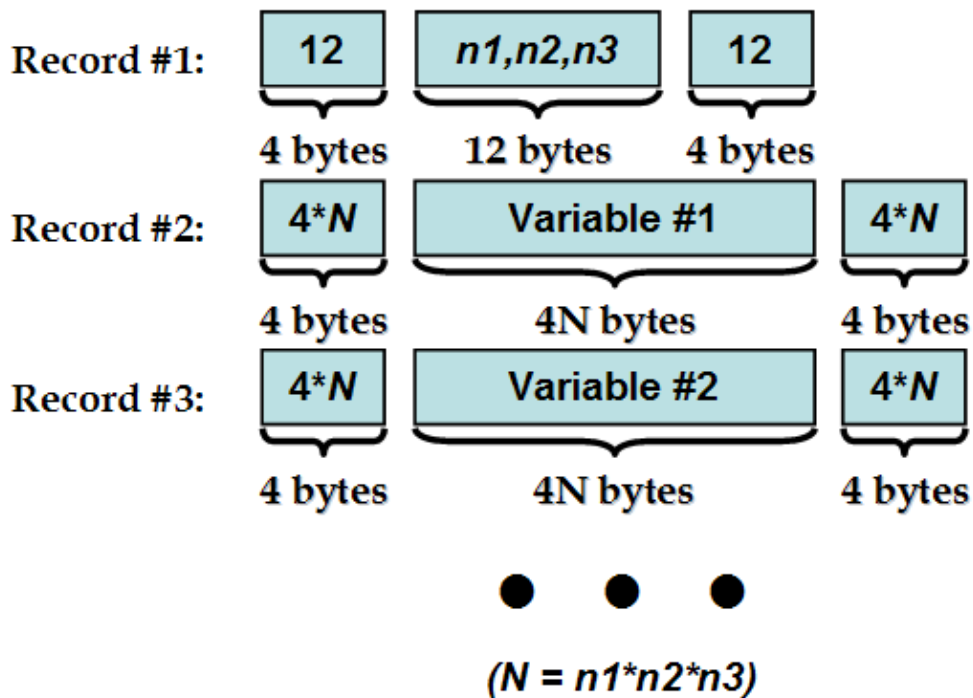 Record #1: 12 n1,n2,n3 12
4 bytes 12 bytes 4 bytes
Record #2: 4*N Variable #1 4*N
4 bytes 4N bytes 4 bytes
Record #3: 4*N Variable #2 4*N
4 bytes 4N bytes 4 bytes
(N = n1*n2*n3)